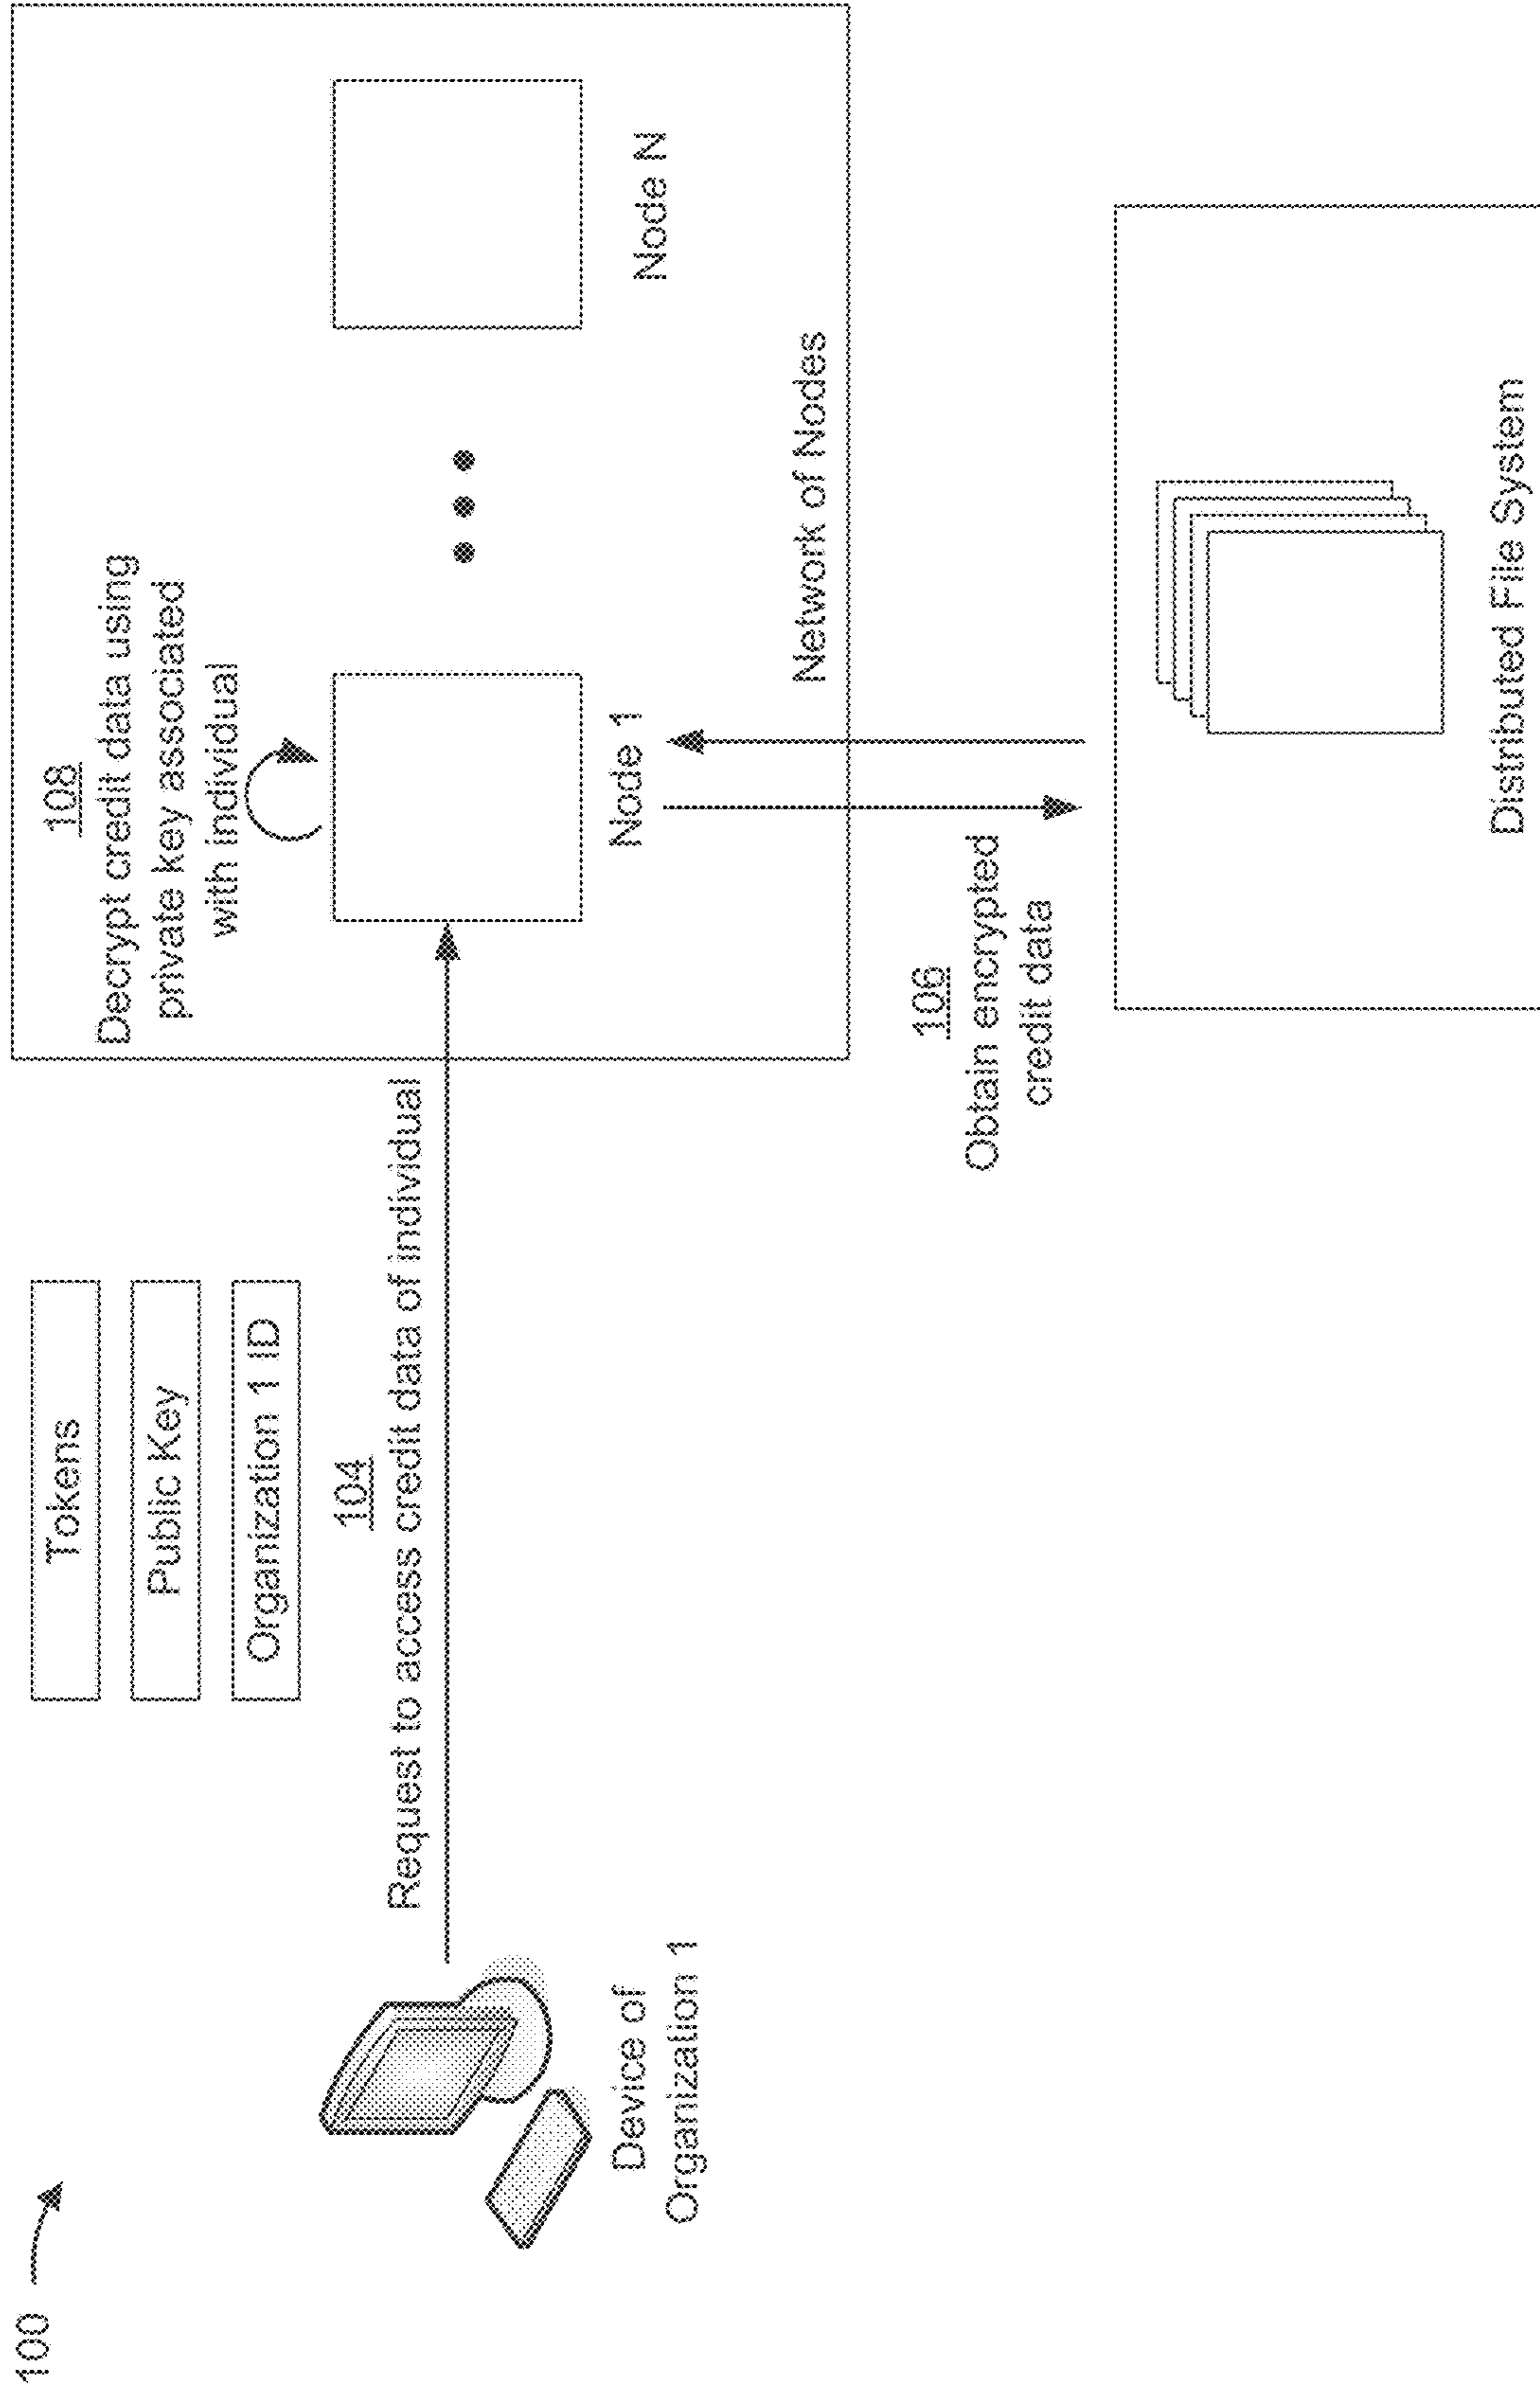 100
Tokens
Public Key
Organization 1 ID
104
Request to access credit data of individual
Device of
Organization 1
108
Decrypt credit data using
private key associated
with individual
Node 1
Node N
Network of Nodes
106
Obtain encrypted
credit data
Distributed File System